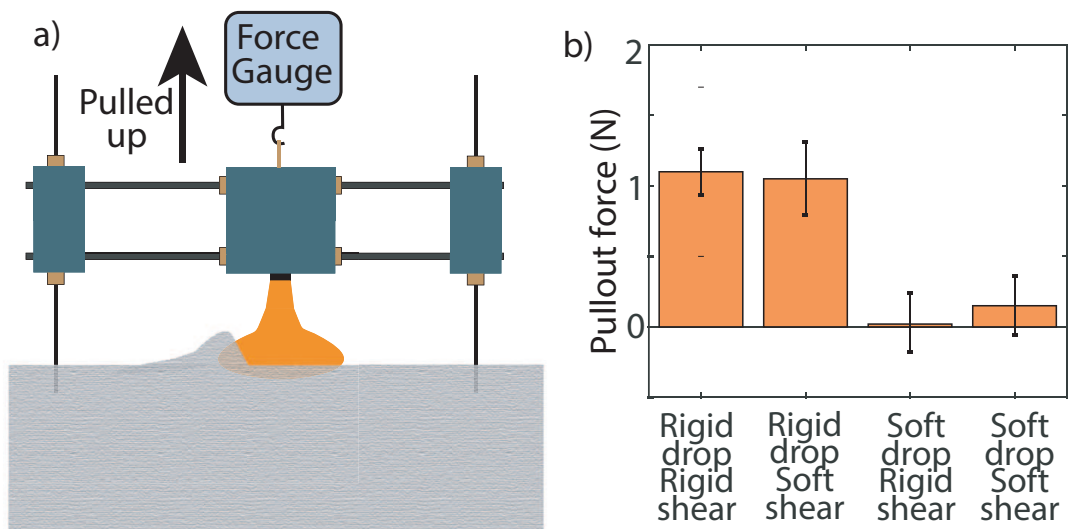 a)
Force
Gauge
Pulled
up
b)
Pullout force (N)
2
1
0
Rigid
drop
Rigid
shear
Rigid
drop
Soft
shear
Soft
drop
Rigid
shear
Soft
drop
Soft
shear